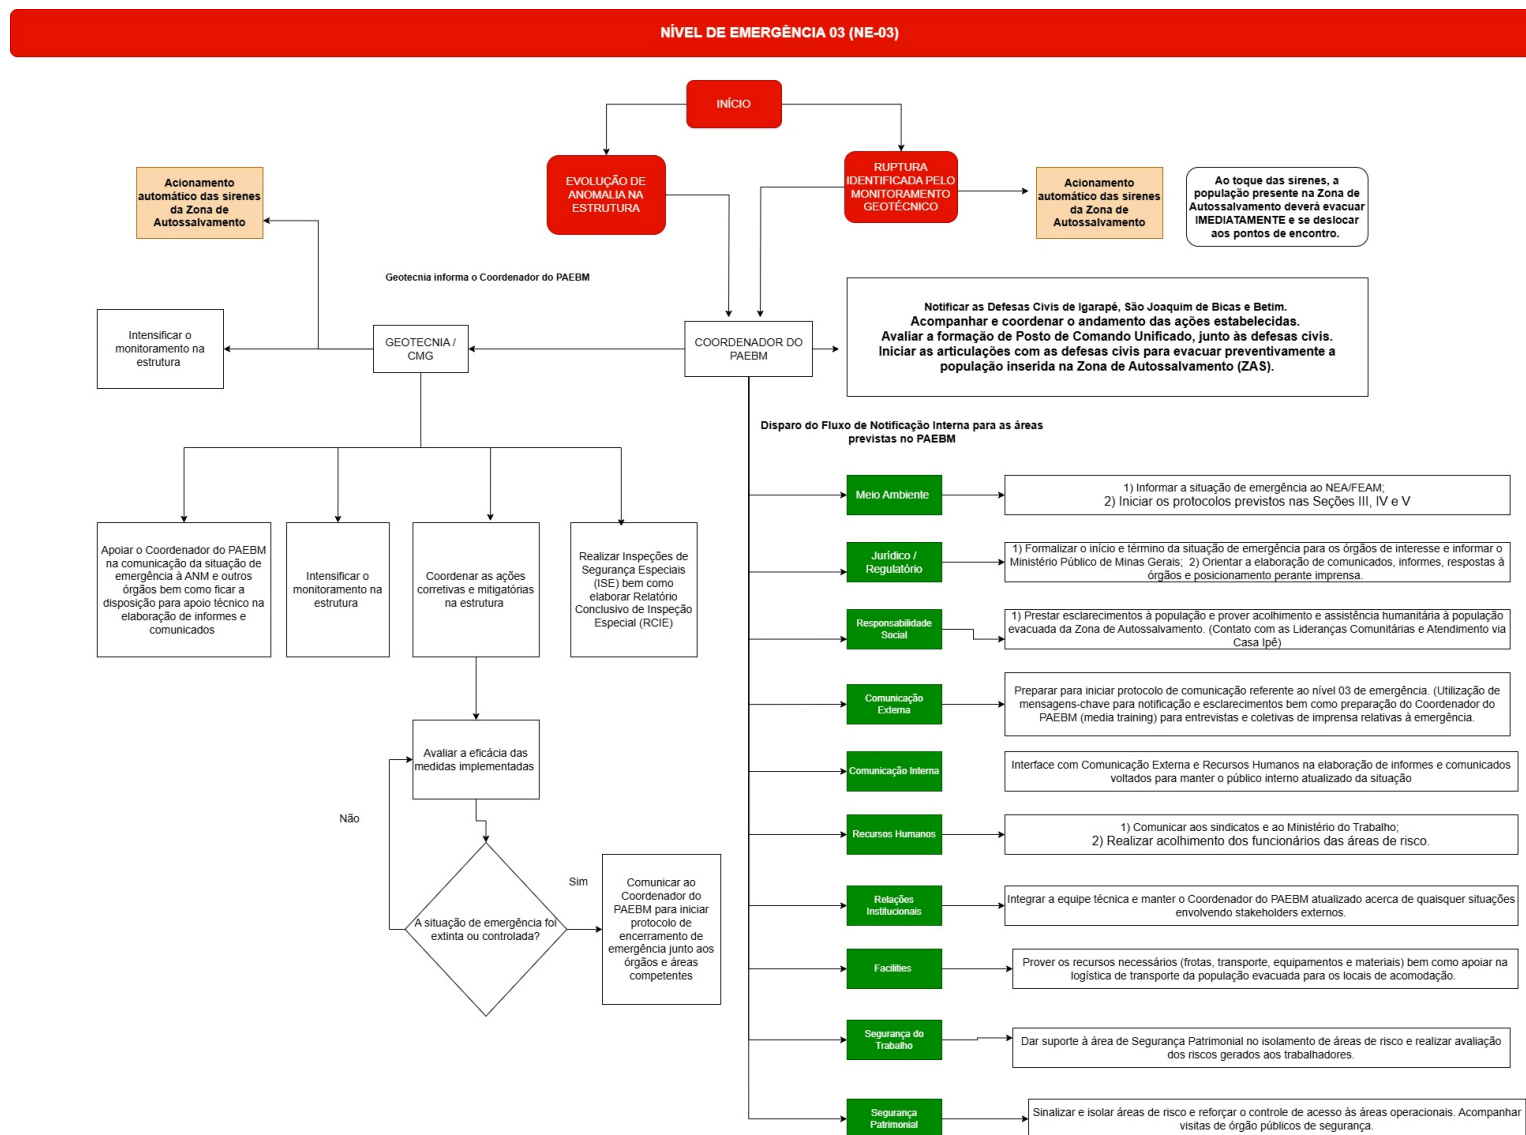 NÍVEL DE EMERGÊNCIA 03 (NE-03)
INÍCIO
EVOLUÇÃO DE
ANOMALIA NA
ESTRUTURA
RUPTURA
IDENTIFICADA PELO
MONITORAMENTO
GEOTÉCNICO
Acionamento
automático das sirenes
da Zona de
Autossalvamento
Acionamento
automático das sirenes
da Zona de
Autossalvamento
Ao toque das sirenes, a
população presente na Zona de
Autossalvamento deverá evacuar
IMEDIATAMENTE e se deslocar
aos pontos de encontro.
Geotecnia informa o Coordenador do PAEBM
Intensificar o
monitoramento na
estrutura
GEOTECNIA /
CMG
COORDENADOR DO
PAEBM
Notificar as Defesas Civis de Igarapé, São Joaquim de Bicas e Betim.
Acompanhar e coordenar o andamento das ações estabelecidas.
Avaliar a formação de Posto de Comando Unificado, junto às defesas civis.
Iniciar as articulações com as defesas civis para evacuar preventivamente a
população inserida na Zona de Autossalvamento (ZAS).
Disparo do Fluxo de Notificação Interna para as áreas
previstas no PAEBM
Apoiar o Coordenador do PAEBM
na comunicação da situação de
emergência à ANM e outros
órgãos bem como ficar a
disposição para apoio técnico na
elaboração de informes e
comunicados
Intensificar o
monitoramento na
estrutura
Coordenar as ações
corretivas e mitigatórias
na estrutura
Realizar Inspeções de
Segurança Especiais
(ISE) bem como
elaborar Relatório
Conclusivo de Inspeção
Especial (RCIE)
Avaliar a eficácia das
medidas implementadas
Não
A situação de emergência foi
extinta ou controlada?
Sim
Comunicar ao
Coordenador do
PAEBM para iniciar
protocolo de
encerramento de
emergência junto aos
órgãos e áreas
competentes
Meio Ambiente
1) Informar a situação de emergência ao NEA/FEAM;
2) Iniciar os protocolos previstos nas Seções III, IV e V
Jurídico /
Regulatório
1) Formalizar o início e término da situação de emergência para os órgãos de interesse e informar o
Ministério Público de Minas Gerais; 2) Orientar a elaboração de comunicados, informes, respostas à
órgãos e posicionamento perante imprensa.
Responsabilidade
Social
1) Prestar esclarecimentos à população e prover acolhimento e assistência humanitária à população
evacuada da Zona de Autossalvamento. (Contato com as Lideranças Comunitárias e Atendimento via
Casa Ipê)
Comunicação
Externa
Preparar para iniciar protocolo de comunicação referente ao nível 03 de emergência. (Utilização de
mensagens-chave para notificação e esclarecimentos bem como preparação do Coordenador do
PAEBM (media training) para entrevistas e coletivas de imprensa relativas à emergência.
Comunicação Interna
Interface com Comunicação Externa e Recursos Humanos na elaboração de informes e comunicados
voltados para manter o público interno atualizado da situação
Recursos Humanos
1) Comunicar aos sindicatos e ao Ministério do Trabalho;
2) Realizar acolhimento dos funcionários das áreas de risco.
Relações
Institucionais
Integrar a equipe técnica e manter o Coordenador do PAEBM atualizado acerca de quaisquer situações
envolvendo stakeholders externos.
Facilities
Prover os recursos necessários (frotas, transporte, equipamentos e materiais) bem como apoiar na
logística de transporte da população evacuada para os locais de acomodação.
Segurança do
Trabalho
Dar suporte à área de Segurança Patrimonial no isolamento de áreas de risco e realizar avaliação
dos riscos gerados aos trabalhadores.
Segurança
Patrimonial
Sinalizar e isolar áreas de risco e reforçar o controle de acesso às áreas operacionais. Acompanhar
visitas de órgão públicos de segurança.